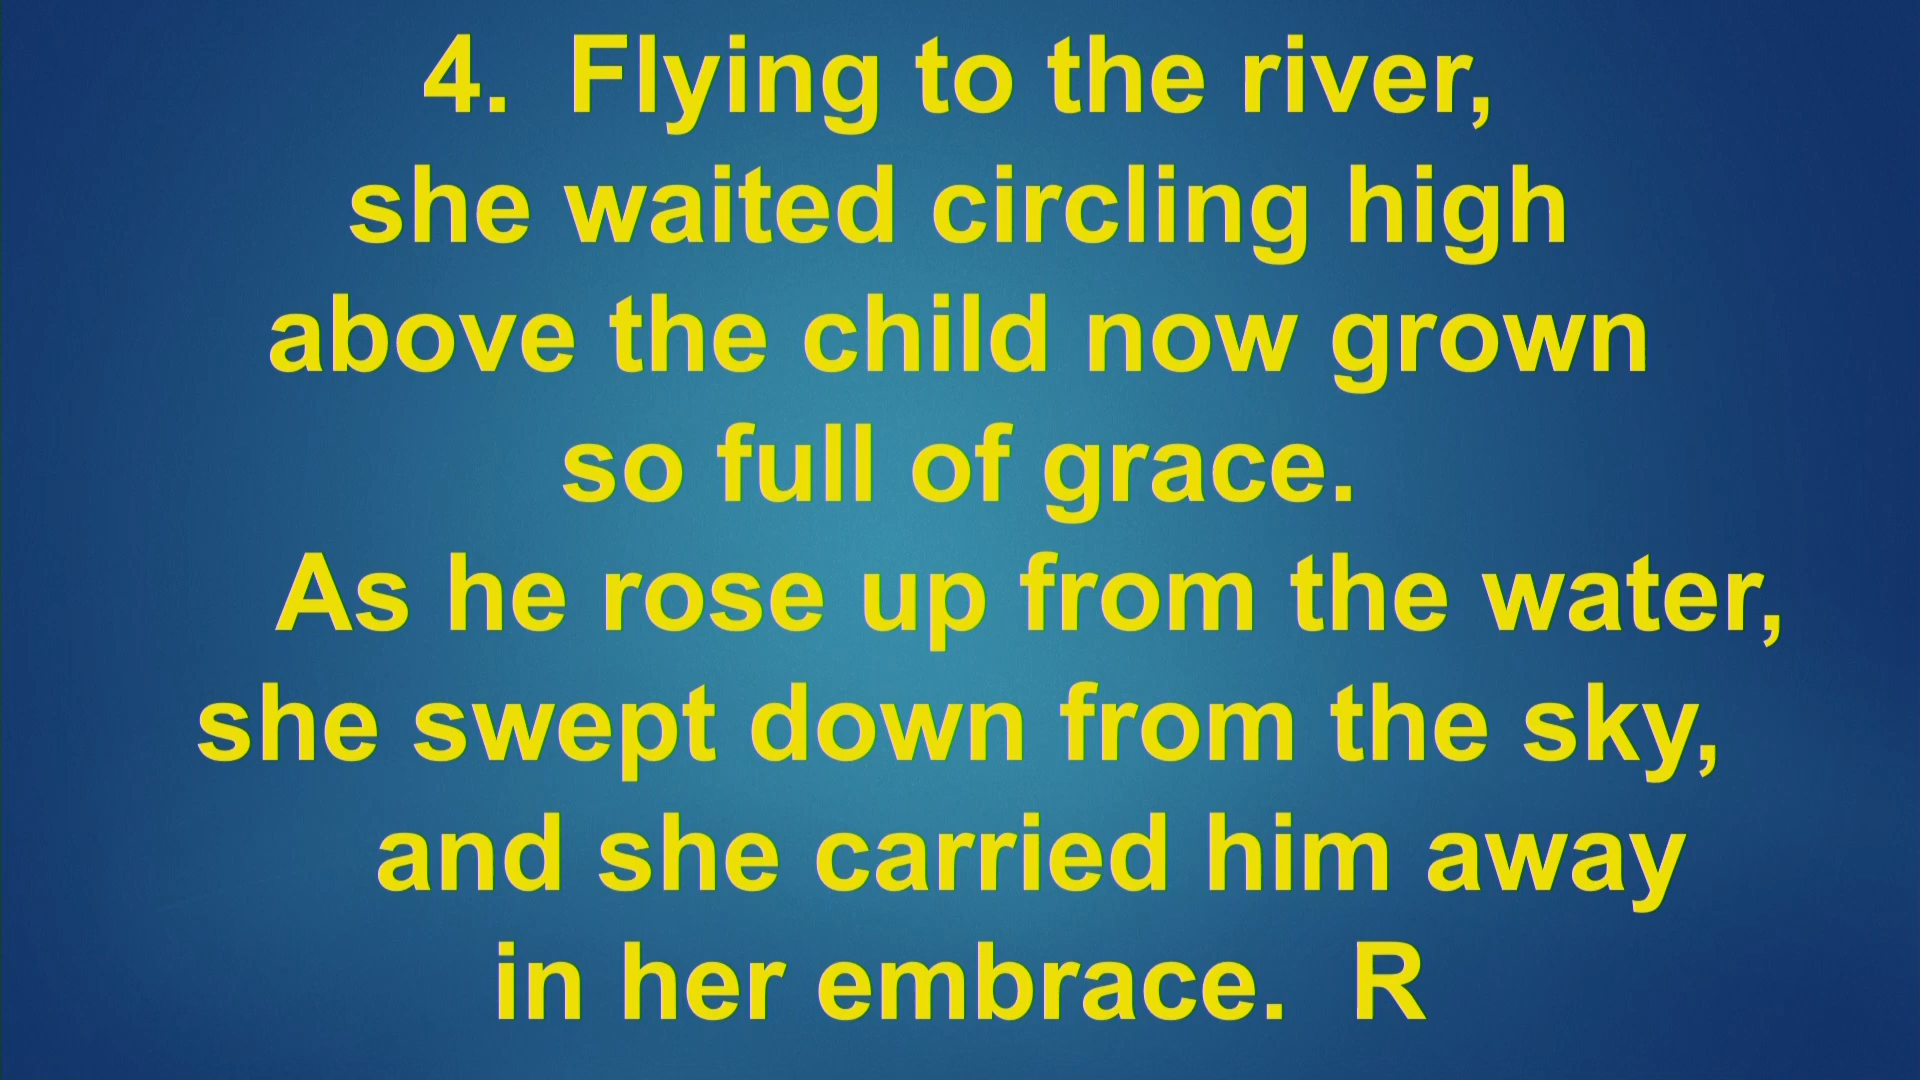 4.  Flying to the river,
she waited circling high
above the child now grown
so full of grace.
As he rose up from the water,
she swept down from the sky,
and she carried him away
in her embrace.  R